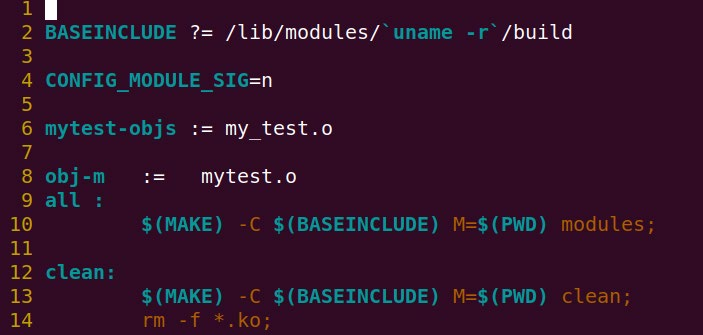 1
2 BASEINCLUDE ?= /lib/modules/`uname -r`/build
3
4 CONFIG_MODULE_SIG=n
5
6 mytest-objs := my_test.o
7
8 obj-m   :=   mytest.o
9 all :
10         $(MAKE) -C $(BASEINCLUDE) M=$(PWD) modules;
11
12 clean:
13         $(MAKE) -C $(BASEINCLUDE) M=$(PWD) clean;
14         rm -f *.ko;